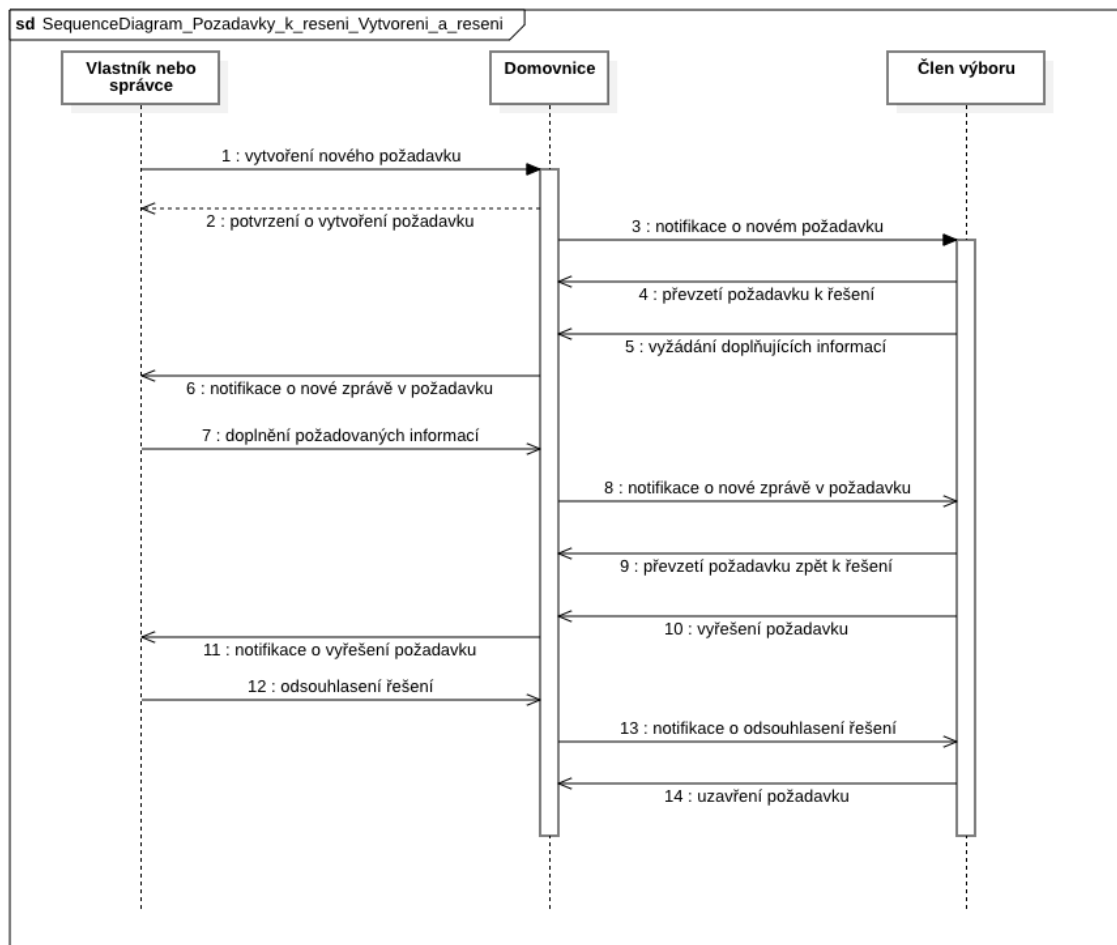 sd SequenceDiagram_Pozadavky_k_reseni_Vytvoreni_a_reseni
Vlastník nebo
správce
Domovnice
Člen výboru
1 : vytvoření nového požadavku
2 : potvrzení o vytvoření požadavku
3 : notifikace o novém požadavku
4 : převzetí požadavku k řešení
5 : vyžádání doplňujících informací
6 : notifikace o nové zprávě v požadavku
7 : doplnění požadovaných informací
8 : notifikace o nové zprávě v požadavku
9 : převzetí požadavku zpět k řešení
10 : vyřešení požadavku
11 : notifikace o vyřešení požadavku
12 : odsouhlasení řešení
13 : notifikace o odsouhlasení řešení
14 : uzavření požadavku